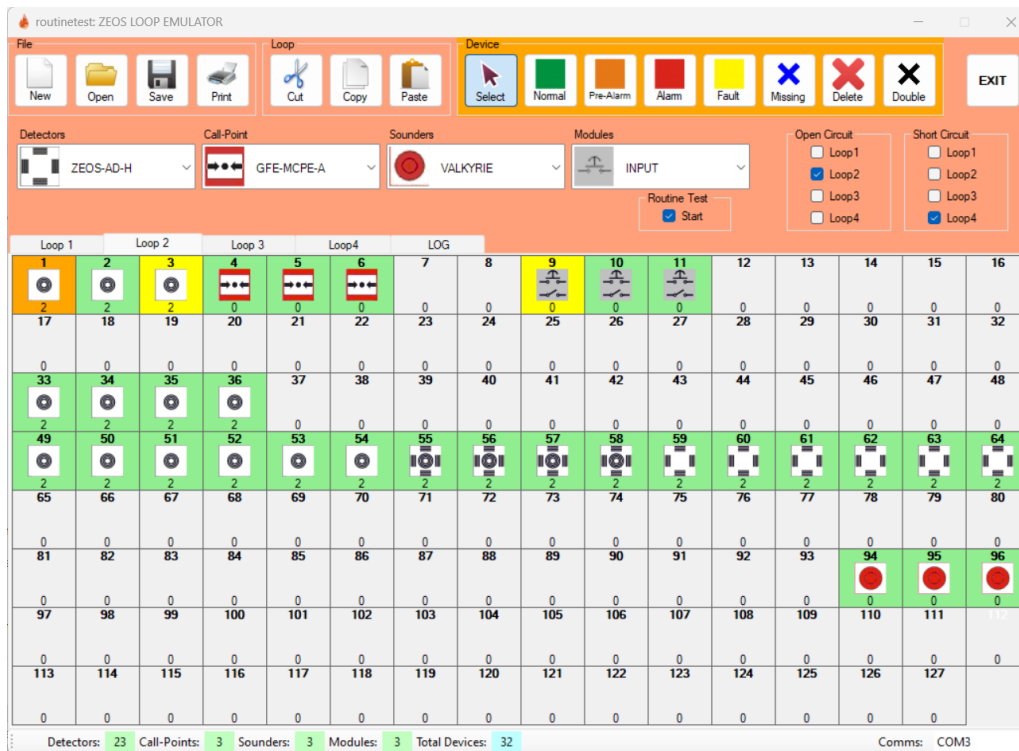 routinetest: ZEOS LOOP EMULATOR
File Loop Device
New Open Save Print Cut Copy Paste Select Normal Pre-Alarm Alarm Fault Missing Delete Double EXIT
Detectors Call-Point Sounders Modules Open Circuit Short Circuit
ZEOS-AD-H GFE-MCPE-A VALKYRIE INPUT
Loop1 Loop1
Loop2 Loop2
Routine Test Loop3 Loop3
Start Loop4 Loop4
Loop 1 Loop 2 Loop 3 Loop4 LOG
1 2 3 4 5 6 7 8 9 10 11 12 13 14 15 16
2 2 2 0 0 0 0 0 0 0 0 0 0 0 0 0
17 18 19 20 21 22 23 24 25 26 27 28 29 30 31 32
0 0 0 0 0 0 0 0 0 0 0 0 0 0 0 0
33 34 35 36 37 38 39 40 41 42 43 44 45 46 47 48
2 2 2 2 0 0 0 0 0 0 0 0 0 0 0 0
49 50 51 52 53 54 55 56 57 58 59 60 61 62 63 64
2 2 2 2 2 2 2 2 2 2 2 2 2 2 2 2
65 66 67 68 69 70 71 72 73 74 75 76 77 78 79 80
0 0 0 0 0 0 0 0 0 0 0 0 0 0 0 0
81 82 83 84 85 86 87 88 89 90 91 92 93 94 95 96
0 0 0 0 0 0 0 0 0 0 0 0 0 0 0 0
97 98 99 100 101 102 103 104 105 106 107 108 109 110 111 112
0 0 0 0 0 0 0 0 0 0 0 0 0 0 0 0
113 114 115 116 117 118 119 120 121 122 123 124 125 126 127
0 0 0 0 0 0 0 0 0 0 0 0 0 0 0
Detectors: 23 Call-Points: 3 Sounders: 3 Modules: 3 Total Devices: 32 Comms: COM3